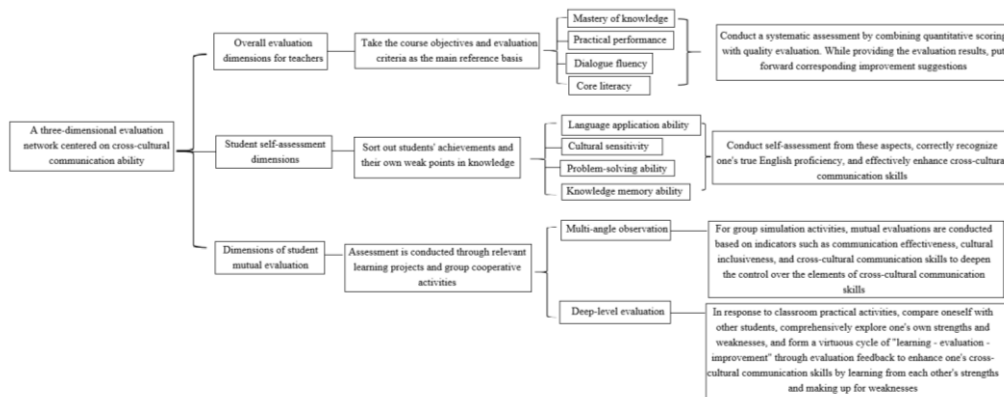 A three-dimensional evaluation
network centered on cross-cultural
communication ability
Overall evaluation
dimensions for teachers
Take the course objectives and evaluation
criteria as the main reference basis
Mastery of knowledge
Practical performance
Dialogue fluency
Core literacy
Conduct a systematic assessment by combining quantitative scoring
with quality evaluation. While providing the evaluation results, put
forward corresponding improvement suggestions
Student self-assessment
dimensions
Sort out students' achievements and
their own weak points in knowledge
Language application ability
Cultural sensitivity
Problem-solving ability
Knowledge memory ability
Conduct self-assessment from these aspects, correctly recognize
one's true English proficiency, and effectively enhance cross-cultural
communication skills
Dimensions of student
mutual evaluation
Assessment is conducted through relevant
learning projects and group cooperative
activities
Multi-angle observation
For group simulation activities, mutual evaluations are conducted
based on indicators such as communication effectiveness, cultural
inclusiveness, and cross-cultural communication skills to deepen
the control over the elements of cross-cultural communication
skills
Deep-level evaluation
In response to classroom practical activities, compare oneself with
other students, comprehensively explore one's own strengths and
weaknesses, and form a virtuous cycle of "learning - evaluation -
improvement" through evaluation feedback to enhance one's cross-
cultural communication skills by learning from each other's strengths
and making up for weaknesses